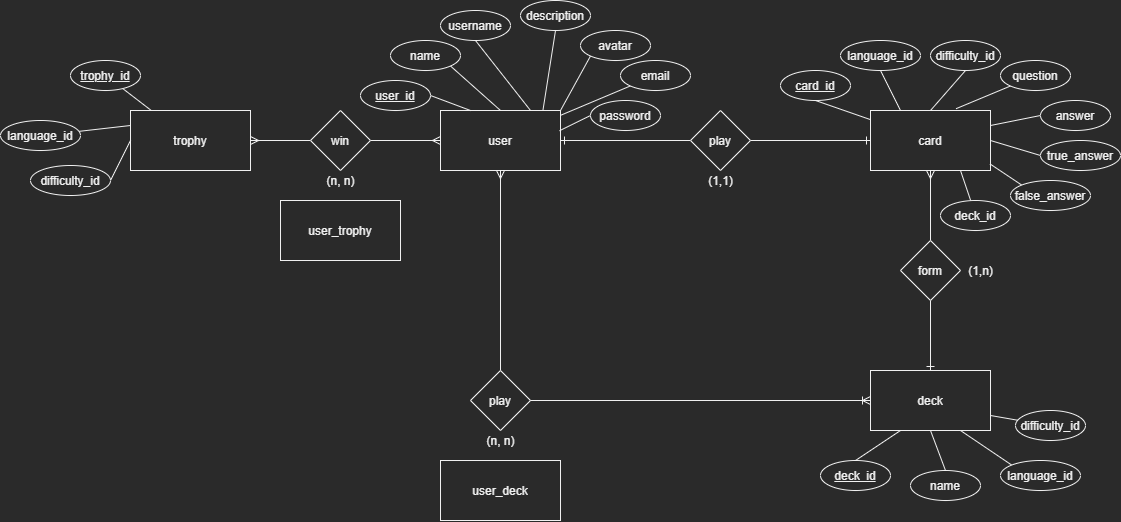 description
username
avatar
name
email
user_id
password
trophy_id
language_id
difficulty_id
trophy
win
(n, n)
user_trophy
user
play
(1,1)
language_id
difficulty_id
card_id
question
answer
true_answer
false_answer
deck_id
card
form
(1,n)
play
(n, n)
user_deck
deck
difficulty_id
deck_id
name
language_id